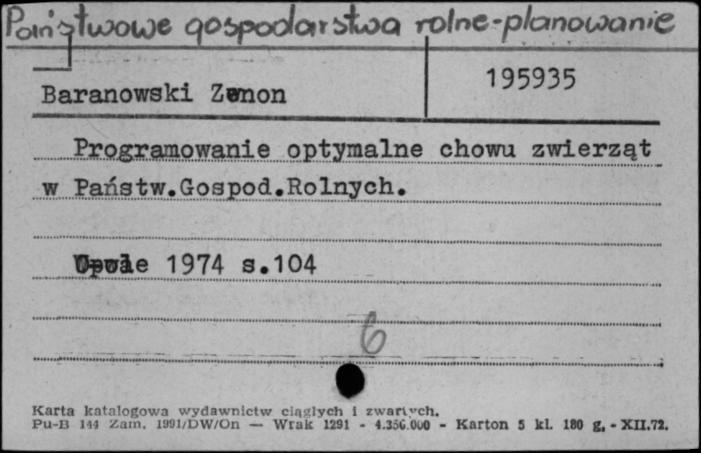 Państwowe gospodarstwa rolne-planowanie
195935
Baranowski Zenon
Programowanie optymalne chowu zwierząt
w Państw.Gospod.Rolnych.
Opole 1974 s.104
6
Karta katalogowa wydawnictw ciągłych i zwartych.
Pu-B 144 Zam. 1991/DW/On — Wrak 1291 - 4.356.000 - Karton 5 kl. 180 g. - XII.72.